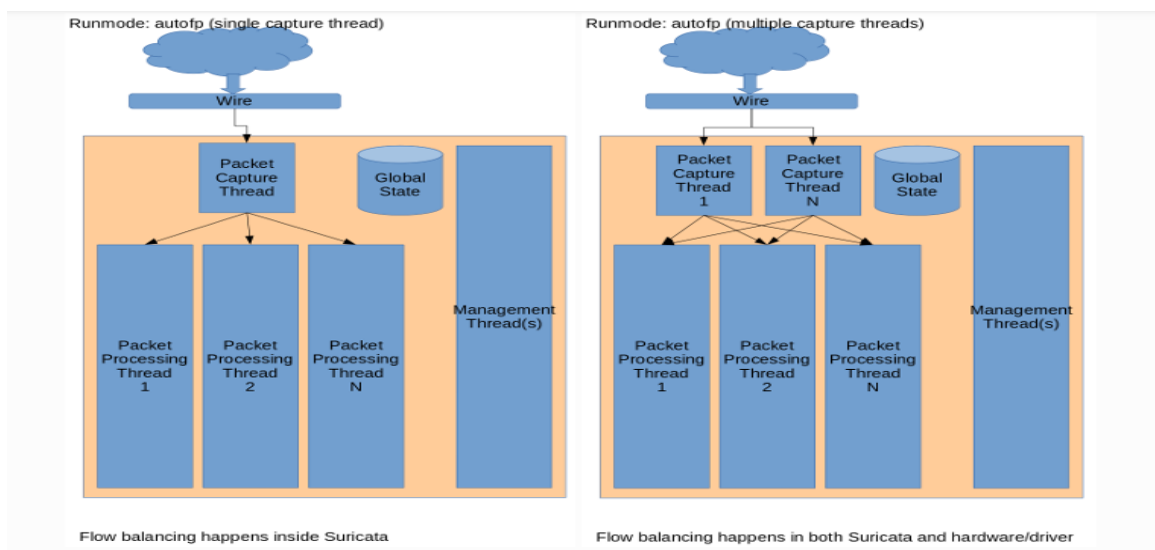 Runmode: autofp (single capture thread)
Wire
Packet
Capture
Thread
Global
State
Management
Thread(s)
Packet
Processing
Thread
1
Packet
Processing
Thread
2
Packet
Processing
Thread
N
Flow balancing happens inside Suricata
Runmode: autofp (multiple capture threads)
Wire
Packet
Capture
Thread
1
Packet
Capture
Thread
N
Global
State
Management
Thread(s)
Packet
Processing
Thread
1
Packet
Processing
Thread
2
Packet
Processing
Thread
N
Flow balancing happens in both Suricata and hardware/driver